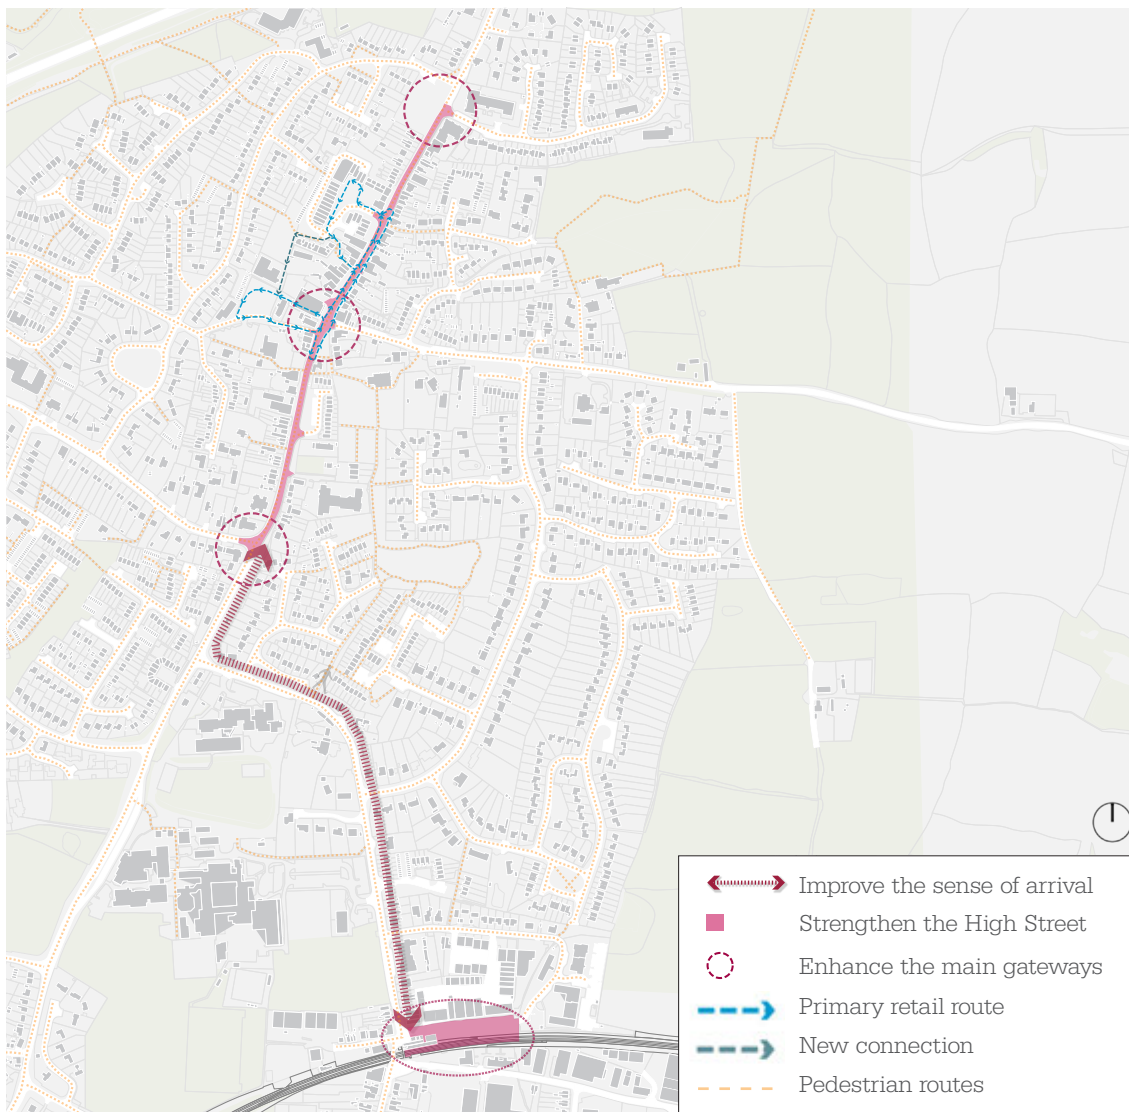 Improve the sense of arrival
Strengthen the High Street
Enhance the main gateways
Primary retail route
New connection
Pedestrian routes